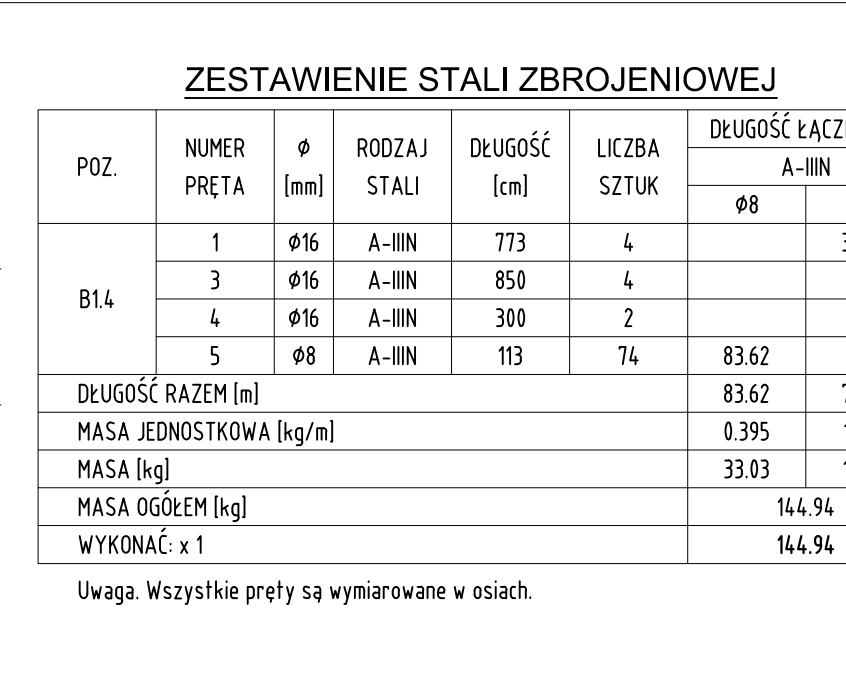 ZESTAWIENIE STALI ZBROJENIOWEJ
POZ. NUMER PRĘTA ϕ [mm] RODZAJ STALI DŁUGOŚĆ [cm] LICZBA SZTUK DŁUGOŚĆ
A-IIIN
ϕ8
B1.4
1 ϕ16 A-IIIN 773 4
3 ϕ16 A-IIIN 850 4
4 ϕ16 A-IIIN 300 2
5 ϕ8 A-IIIN 113 74 83.62
DŁUGOŚĆ RAZEM [m] 83.62
MASA JEDNOSTKOWA [kg/m] 0.395
MASA [kg] 33.03
MASA OGÓŁEM [kg] 144.94
WYKONAĆ: x 1 144.94
Uwaga. Wszystkie pręty są wymiarowane w osiach.